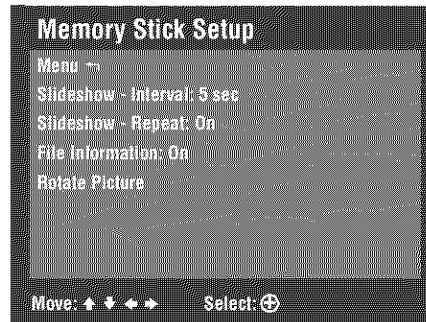 Memory Stick Setup
Menu
Slideshow - Interval: 5 sec
Slideshow - Repeat: On
File Information: On
Rotate Picture
Move: Select: